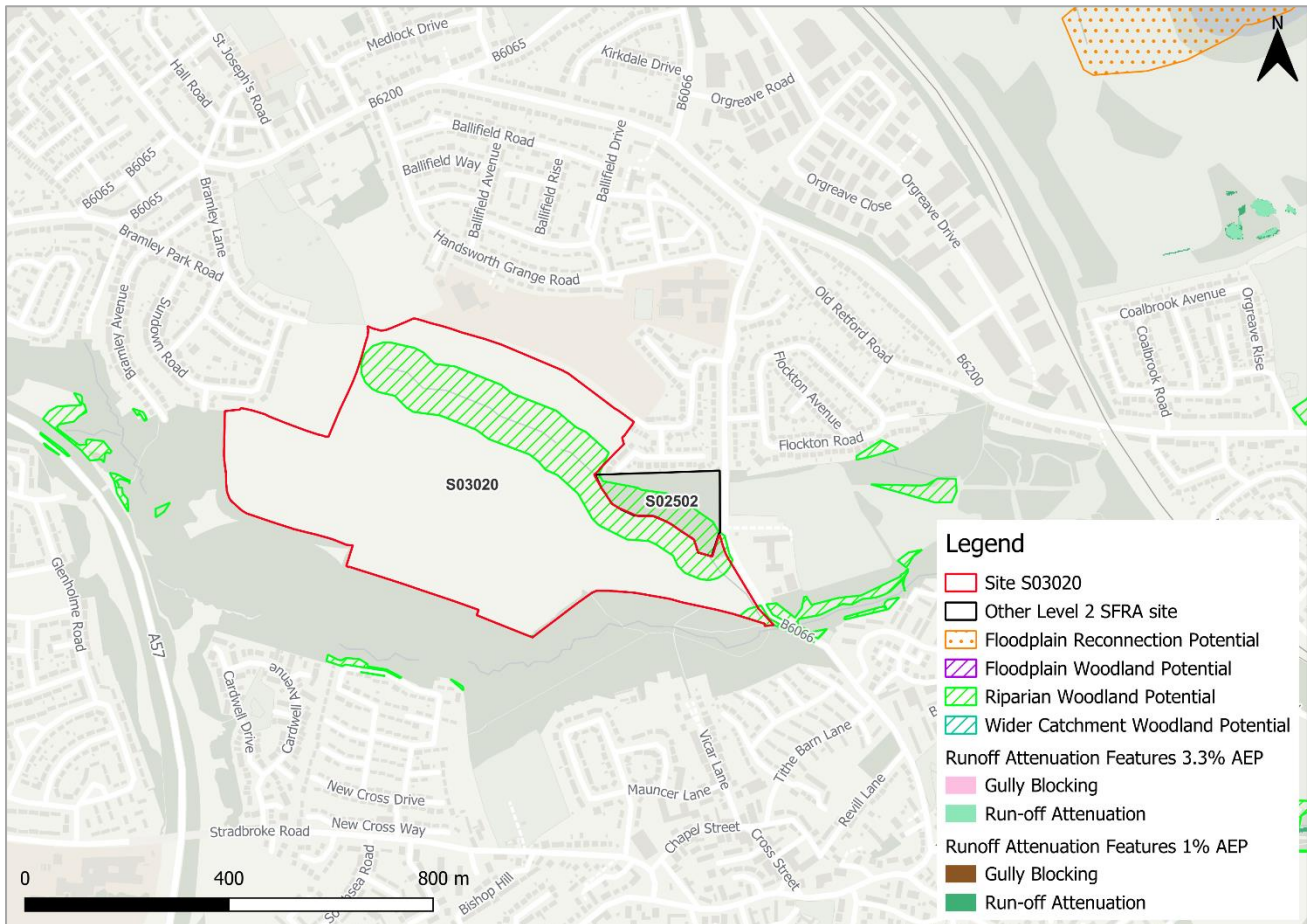 Medlock Drive
St Joseph's Road
Hall Road
B6065
Kirkdale Drive
B6066
N
Orgreave Road
B6200
Ballifield Road
Ballifield Way
Ballifield Avenue
Ballifield Rise
Ballifield Drive
Orgreave Close
Orgreave Drive
B6065
B6065
B6065
Bramley Lane
Bramley Park Road
Handsworth Grange Road
Bramley Avenue
Sundown Road
Old Retford Road
Coalbrook Avenue
Orgreave Rise
Coalbrook Road
B6200
Flockton Avenue
Flockton Road
S03020
S02502
Glenholme Road
A57
B6066
Cardwell Drive
Cardwell Avenue
Vicar Lane
Tithe Barn Lane
Mauncer Lane
Revill Lane
New Cross Drive
New Cross Way
Stradbroke Road
Chapel Street
Cross Street
Bishop Hill
0 400 800 m
Legend
Site S03020
Other Level 2 SFRA site
Floodplain Reconnection Potential
Floodplain Woodland Potential
Riparian Woodland Potential
Wider Catchment Woodland Potential
Runoff Attenuation Features 3.3% AEP
Gully Blocking
Run-off Attenuation
Runoff Attenuation Features 1% AEP
Gully Blocking
Run-off Attenuation